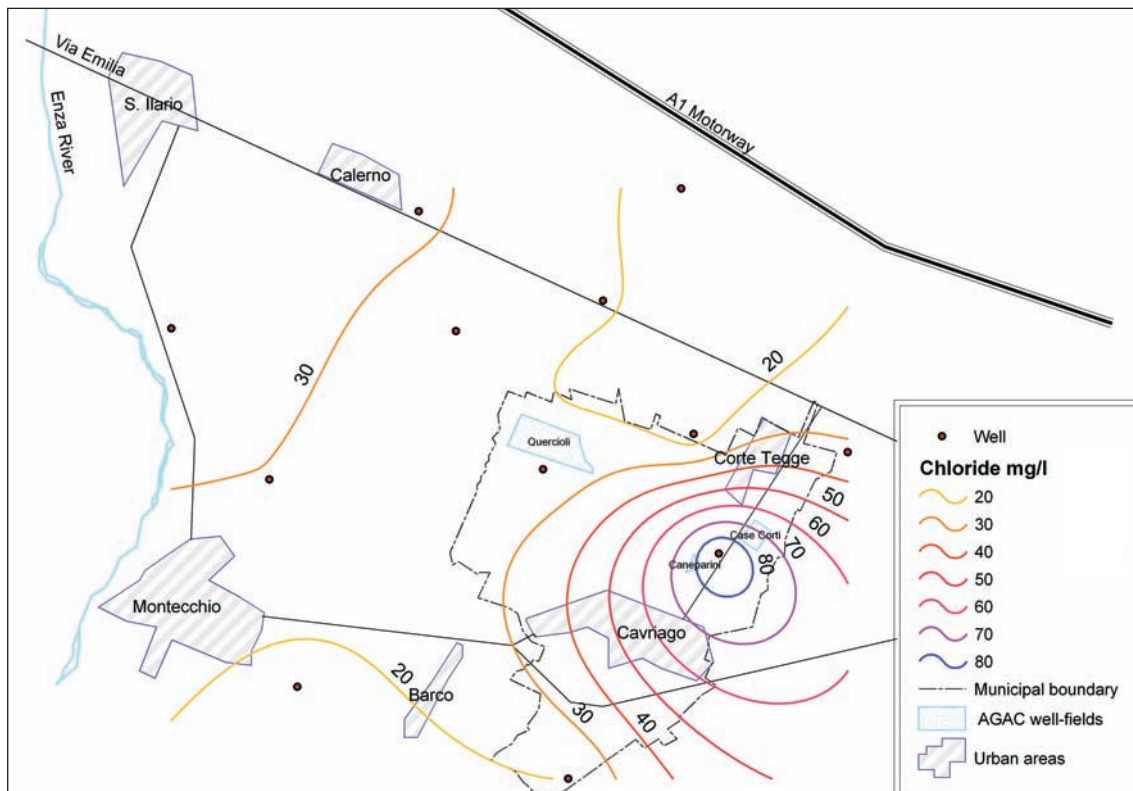 Via Emilia
S. Ilario
Enza River
Calerno
A1 Motorway
30
20
Quercioli
Corte Tegge
50
60
Case Corti
70
80
Caneparini
Montecchio
Cavriago
20
Barco
30
40
Well
Chloride mg/l
20
30
40
50
60
70
80
Municipal boundary
AGAC well-fields
Urban areas